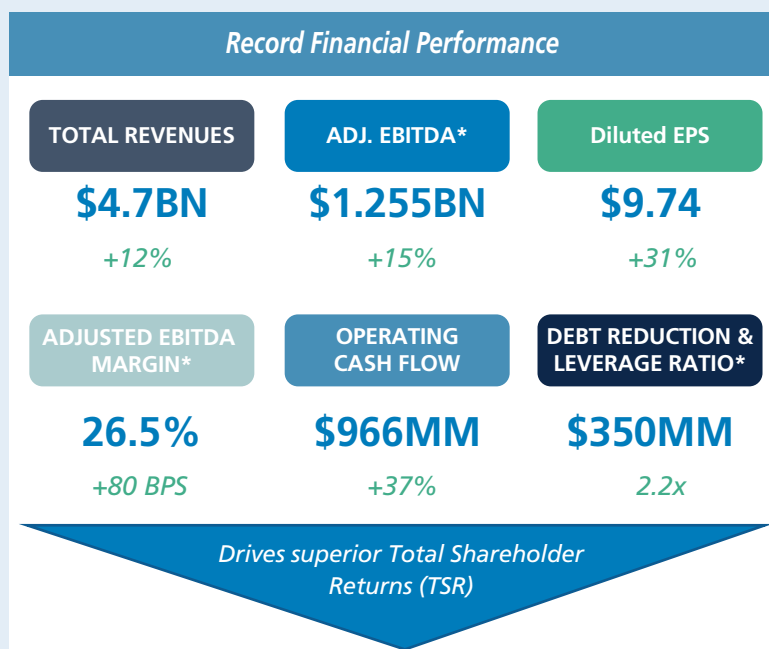 Record Financial Performance
TOTAL REVENUES
$4.7BN
+12%
ADJ. EBITDA*
$1.255BN
+15%
Diluted EPS
$9.74
+31%
ADJUSTED EBITDA
MARGIN*
26.5%
+80 BPS
OPERATING
CASH FLOW
$966MM
+37%
DEBT REDUCTION &
LEVERAGE RATIO*
$350MM
2.2x
Drives superior Total Shareholder
Returns (TSR)